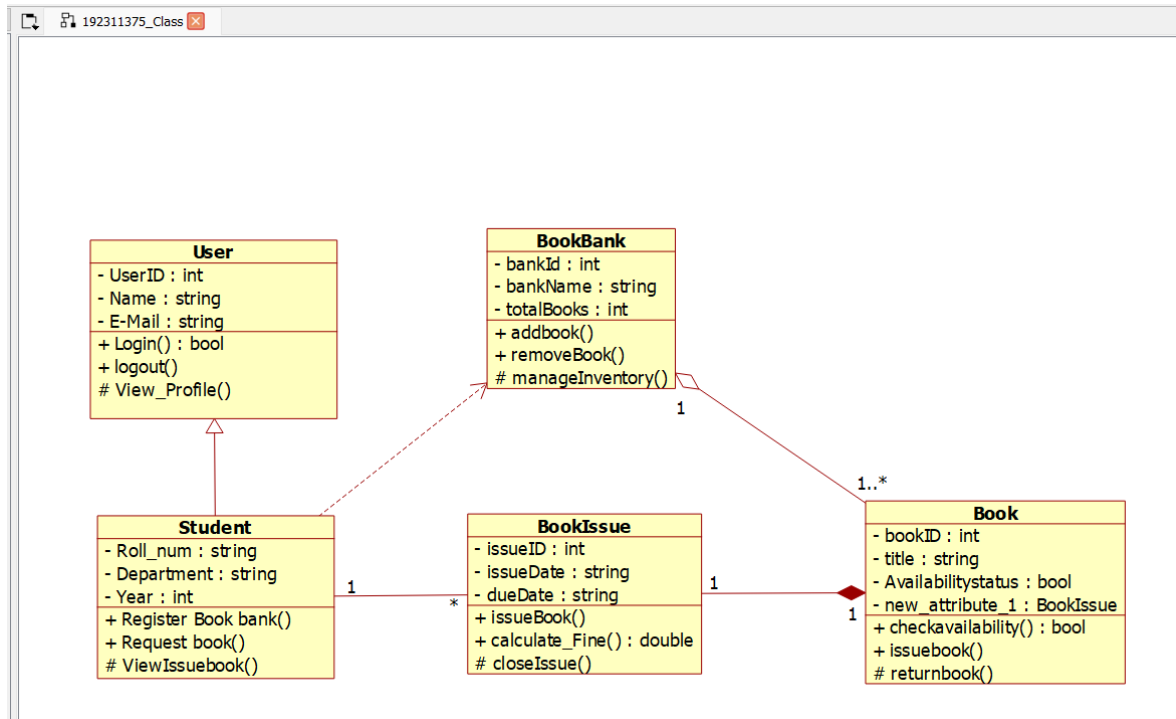 192311375_Class
User
- UserID : int
- Name : string
- E-Mail : string
+ Login() : bool
+ logout()
# View_Profile()
BookBank
- bankId : int
- bankName : string
- totalBooks : int
+ addbook()
+ removeBook()
# manageInventory()
1
1..*
Student
- Roll_num : string
- Department : string
- Year : int
+ Register Book bank()
+ Request book()
# ViewIssuebook()
1
*
BookIssue
- issueID : int
- issueDate : string
- dueDate : string
+ issueBook()
+ calculate_Fine() : double
# closeIssue()
1
1
Book
- bookID : int
- title : string
- Availabilitystatus : bool
- new_attribute_1 : BookIssue
+ checkavailability() : bool
+ issuebook()
# returnbook()